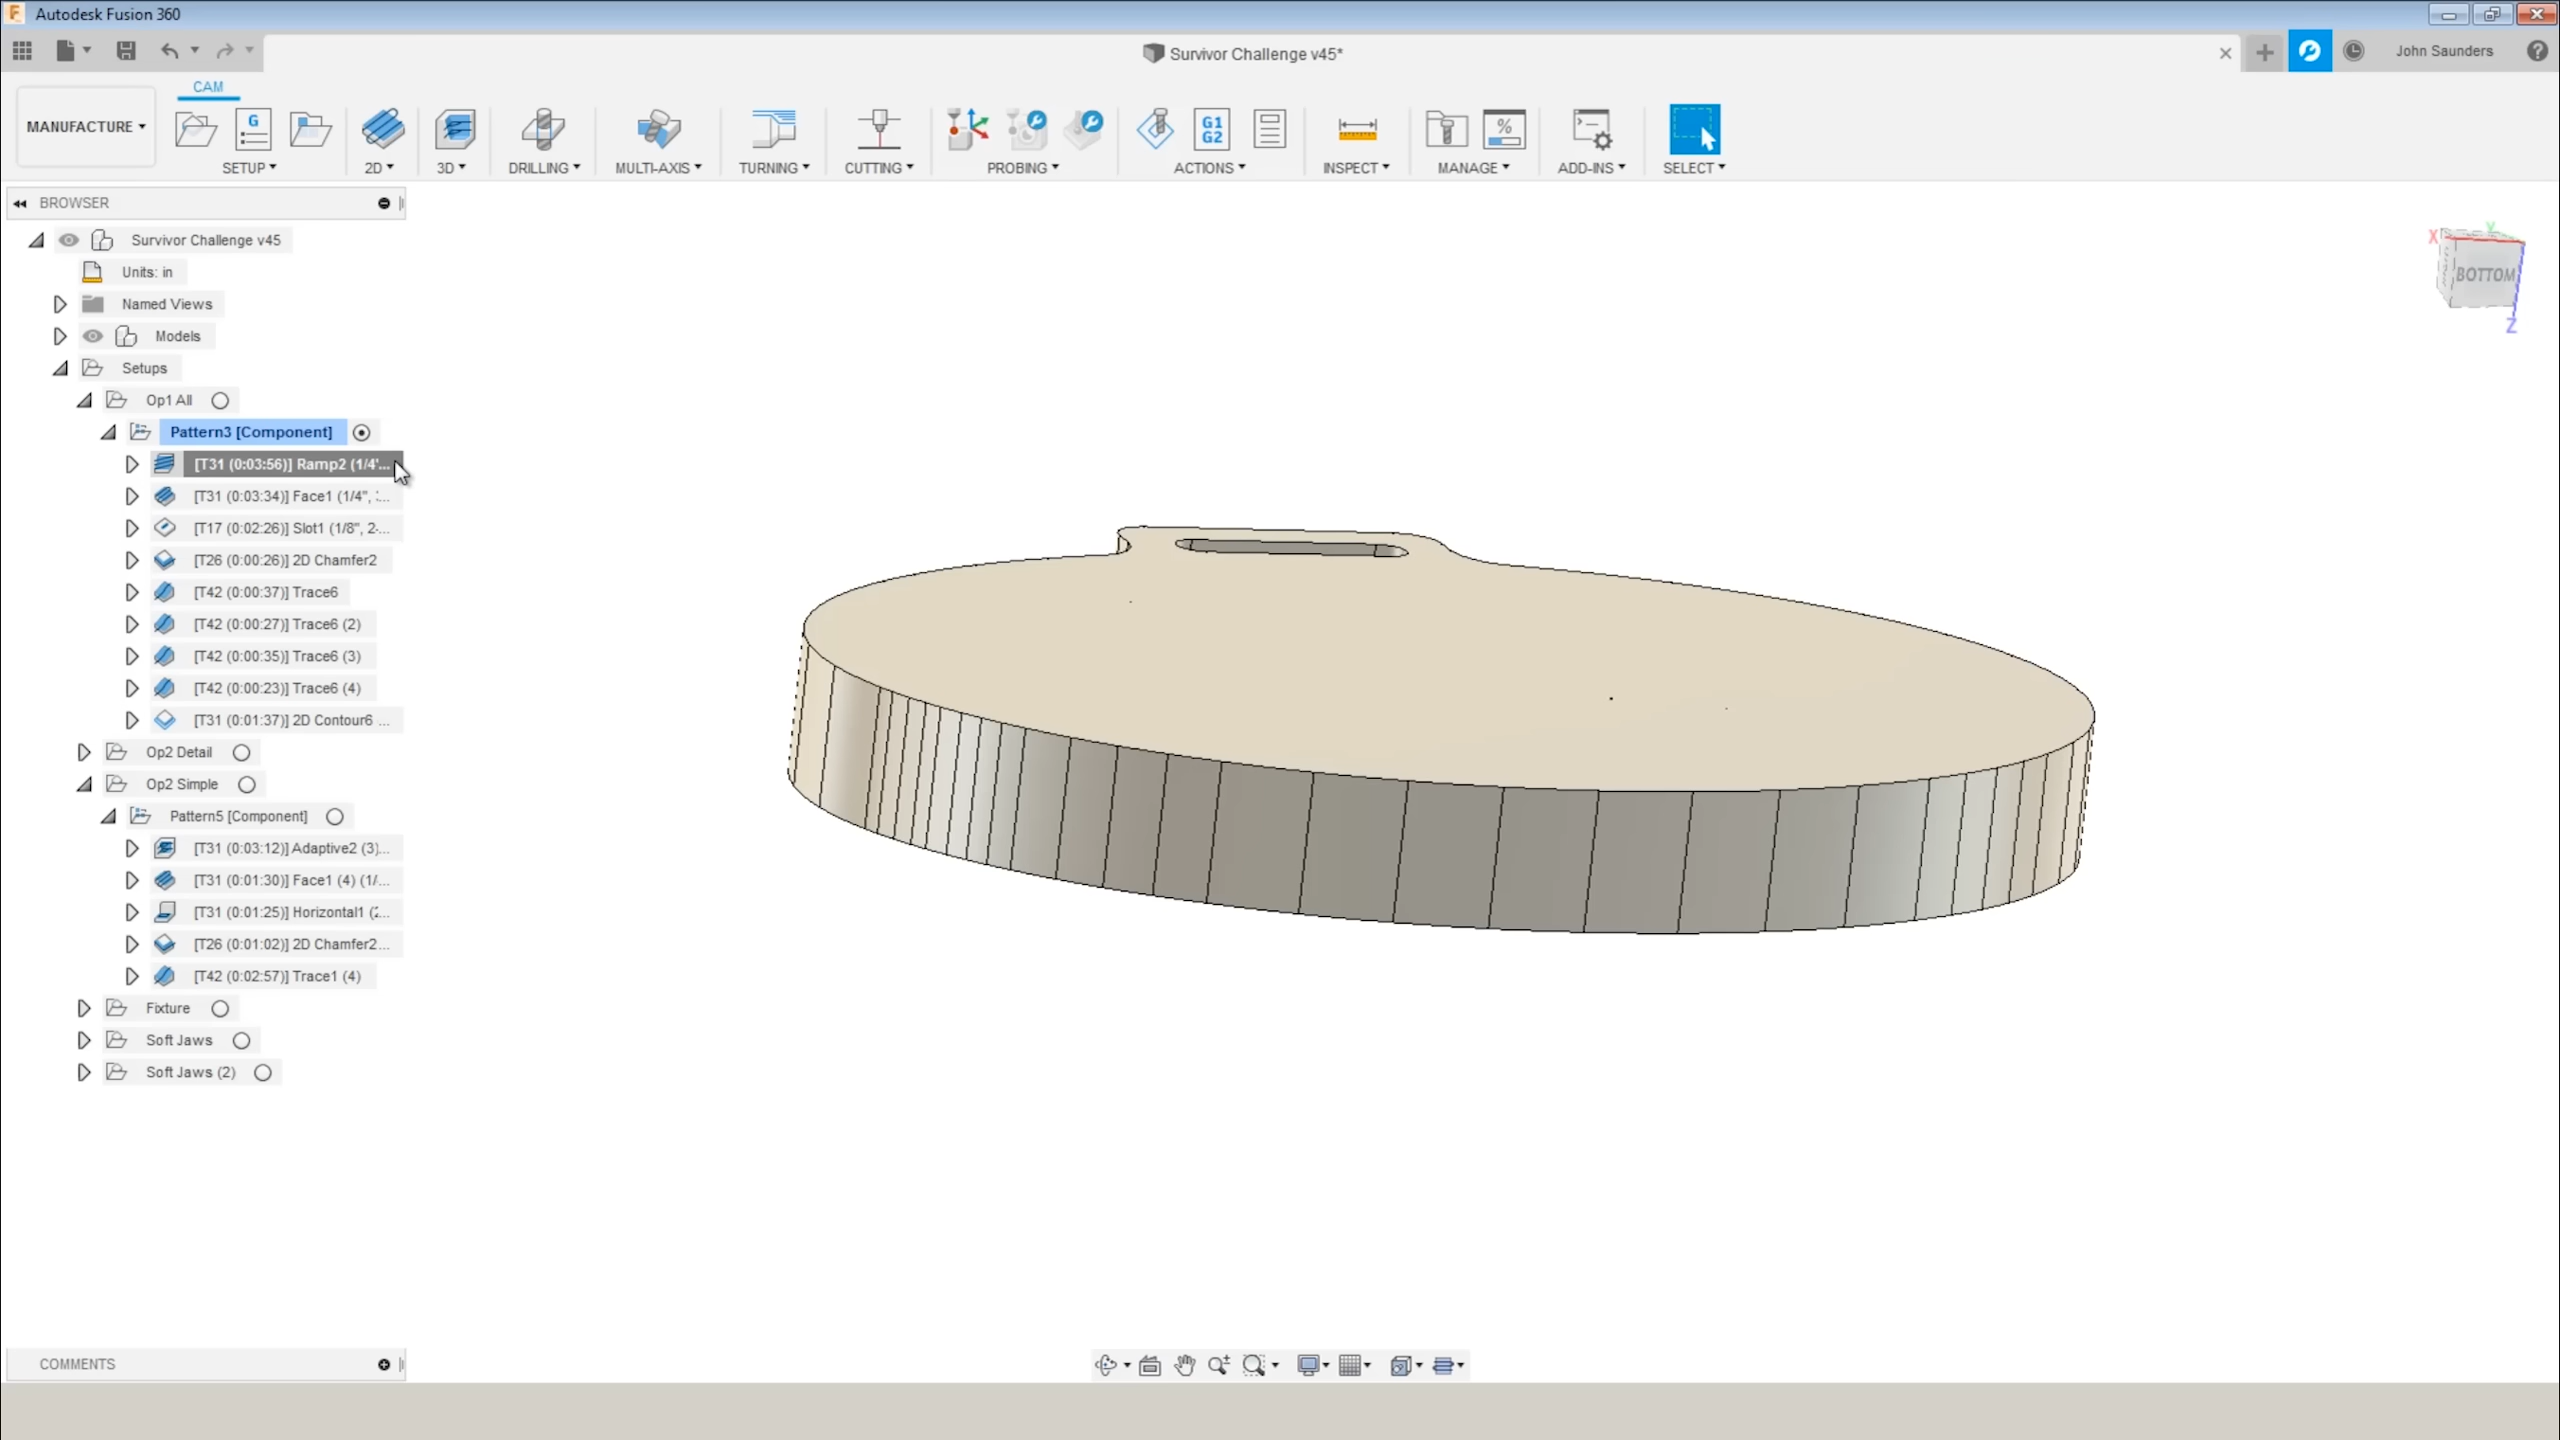 Autodesk Fusion 360
Survivor Challenge v45*
John Saunders
CAM
MANUFACTURE
SETUP
2D
3D
DRILLING
MULTI-AXIS
TURNING
CUTTING
PROBING
ACTIONS
INSPECT
MANAGE
ADD-INS
SELECT
G
G1
G2
%
BROWSER
Survivor Challenge v45
Units: in
Named Views
Models
Setups
Op1 All
Pattern3 [Component]
[T31 (0:03:56)] Ramp2 (1/4'...
[T31 (0:03:34)] Face1 (1/4", :...
[T17 (0:02:26)] Slot1 (1/8", 2-...
[T26 (0:00:26)] 2D Chamfer2
[T42 (0:00:37)] Trace6
[T42 (0:00:27)] Trace6 (2)
[T42 (0:00:35)] Trace6 (3)
[T42 (0:00:23)] Trace6 (4)
[T31 (0:01:37)] 2D Contour6 ...
Op2 Detail
Op2 Simple
Pattern5 [Component]
[T31 (0:03:12)] Adaptive2 (3)...
[T31 (0:01:30)] Face1 (4) (1/...
[T31 (0:01:25)] Horizontal1 (2...
[T26 (0:01:02)] 2D Chamfer2...
[T42 (0:02:57)] Trace1 (4)
Fixture
Soft Jaws
Soft Jaws (2)
X
Y
BOTTOM
Z
COMMENTS